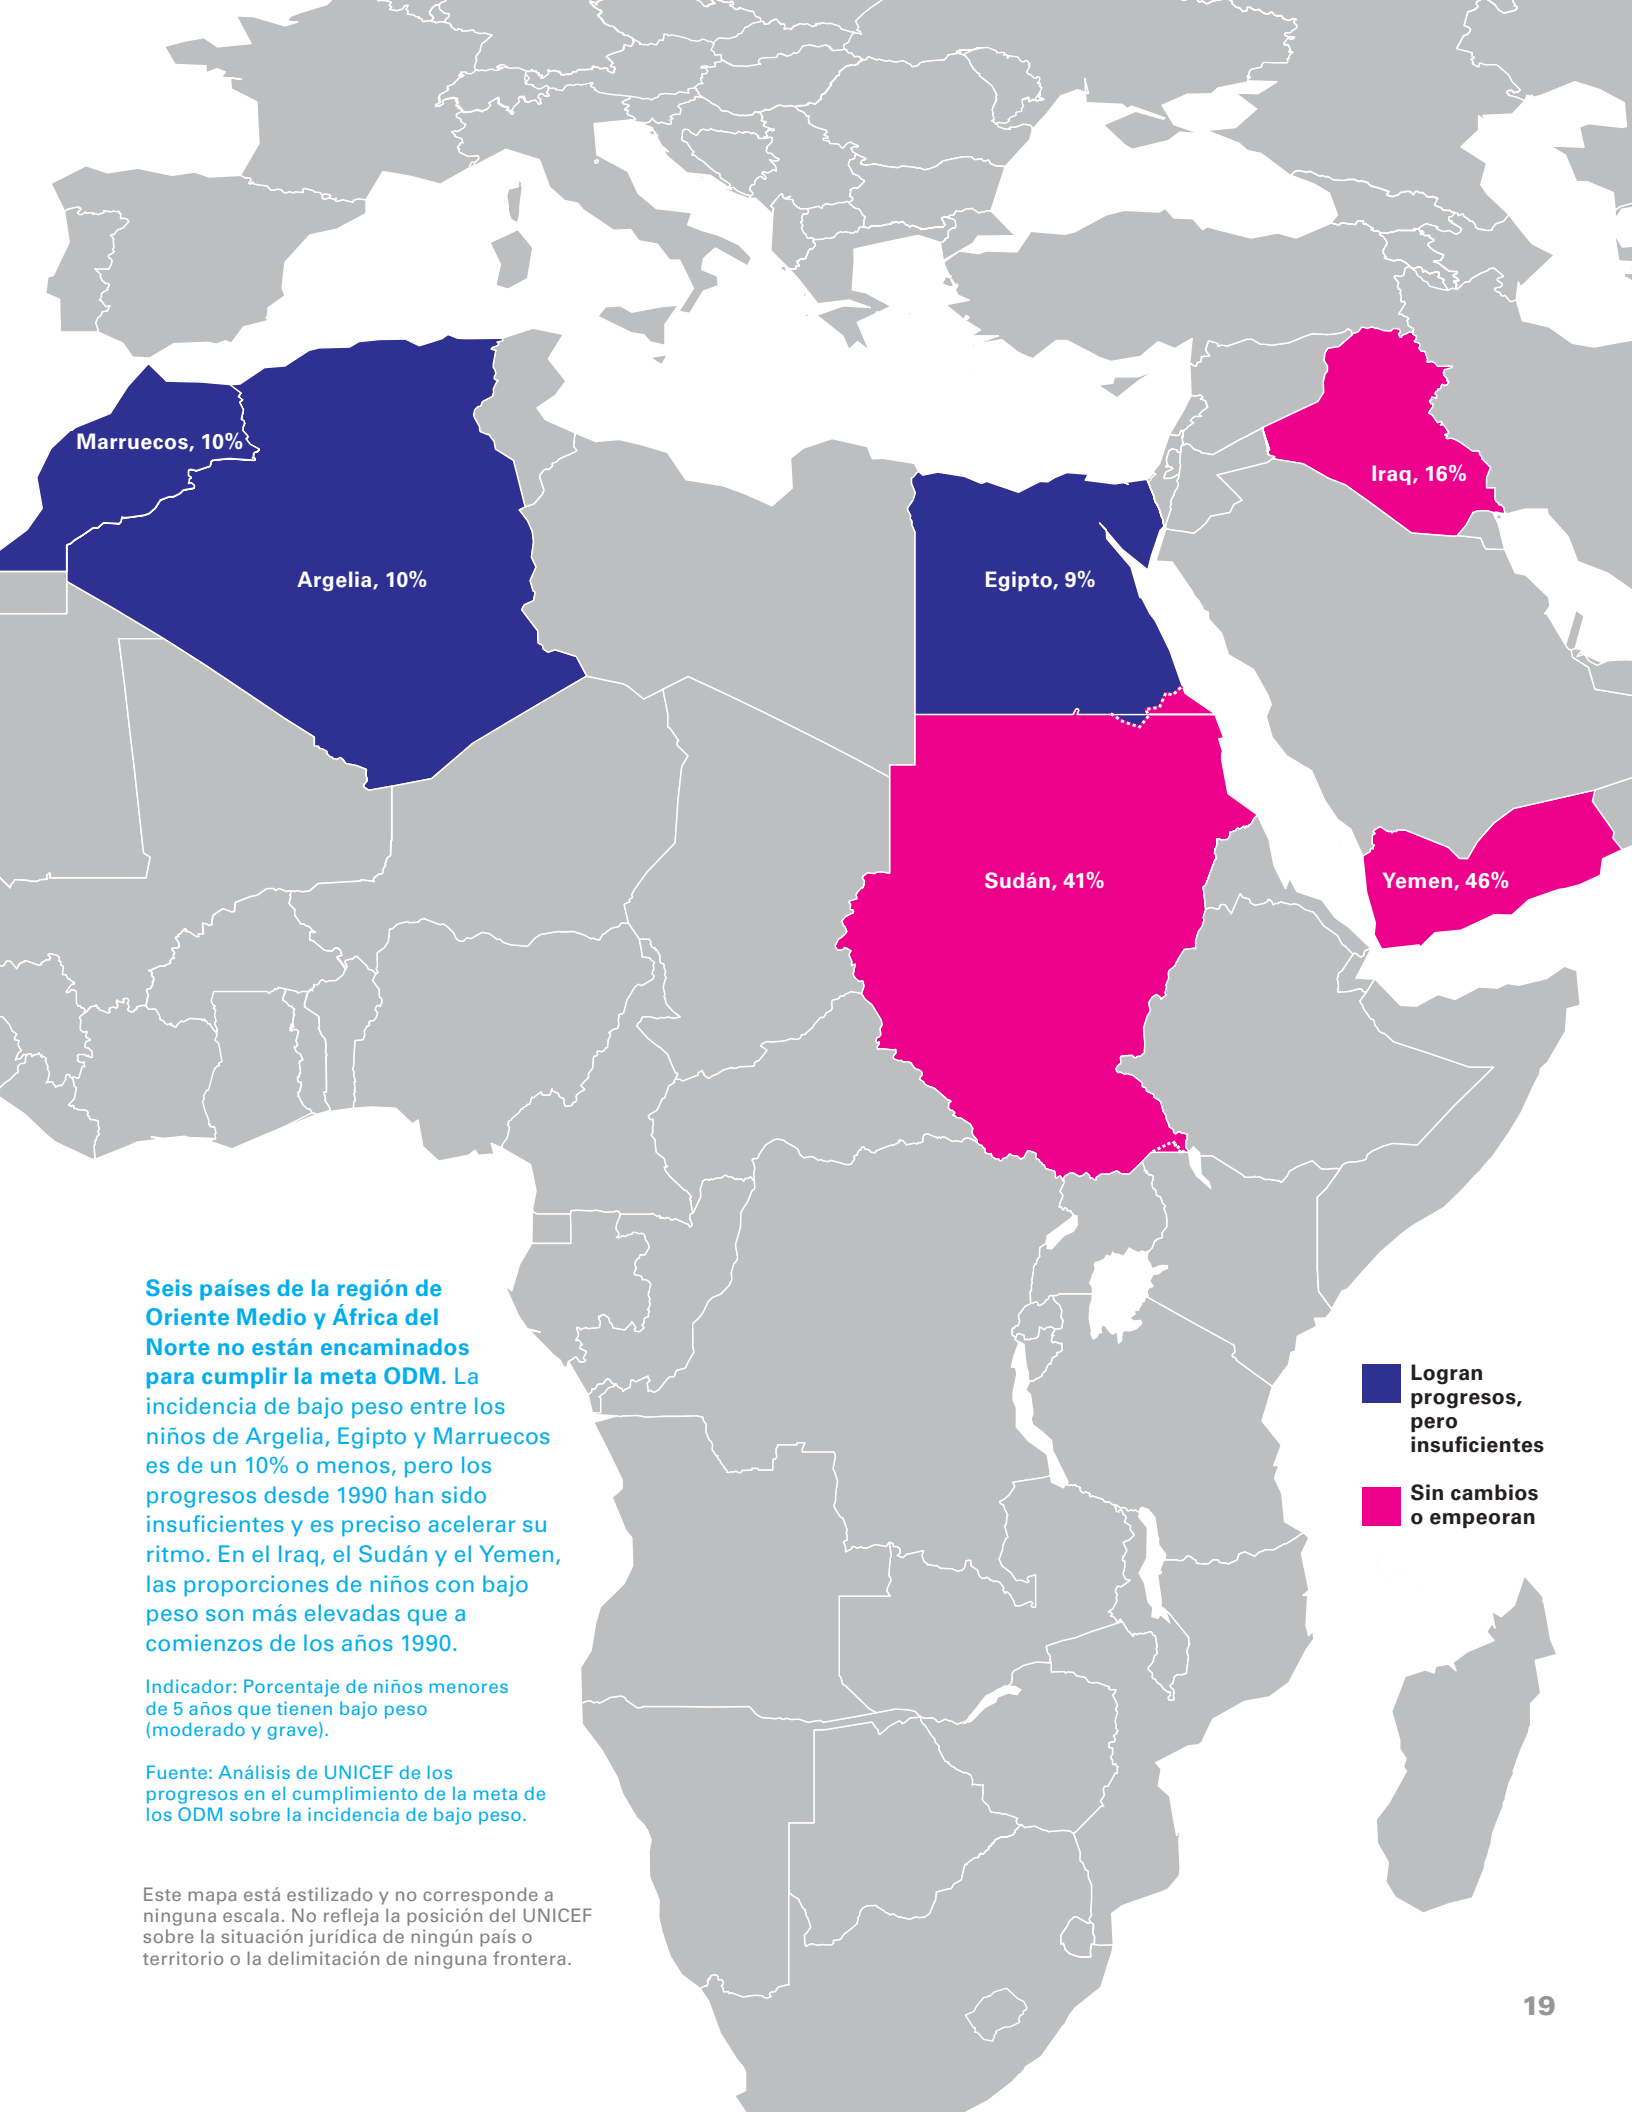 Marruecos, 10%
Iraq, 16%
Argelia, 10%
Egipto, 9%
Sudán, 41%
Yemen, 46%
Seis países de la región de
Oriente Medio y África del
Norte no están encaminados
para cumplir la meta ODM. La
incidencia de bajo peso entre los
niños de Argelia, Egipto y Marruecos
es de un 10% o menos, pero los
progresos desde 1990 han sido
insuficientes y es preciso acelerar su
ritmo. En el Iraq, el Sudán y el Yemen,
las proporciones de niños con bajo
peso son más elevadas que a
comienzos de los años 1990.
Indicador: Porcentaje de niños menores
de 5 años que tienen bajo peso
(moderado y grave).
Fuente: Análisis de UNICEF de los
progresos en el cumplimiento de la meta de
los ODM sobre la incidencia de bajo peso.
Logran
progresos,
pero
insuficientes
Sin cambios
o empeoran
Este mapa está estilizado y no corresponde a
ninguna escala. No refleja la posición del UNICEF
sobre la situación jurídica de ningún país o
territorio o la delimitación de ninguna frontera.
19